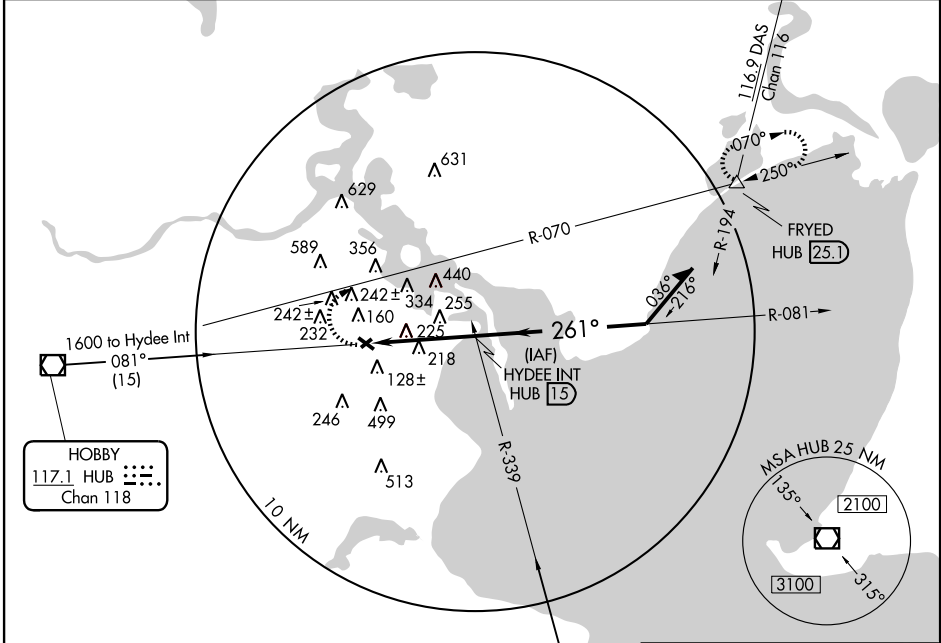 116.9 DAS
Chan 116
070°
250°
631
629
FRYED
HUB 25.1
R-070
R-194
589
356
440
036°
216°
242±
334
255
242±
160
232
225
R-081
1600 to Hydee Int
081°
(15)
261°
218
(IAF)
HYDEE INT
HUB 15
128±
246
499
R-339
HOBBY
117.1 HUB
Chan 118
513
MSA HUB 25 NM
135°
2100
10 NM
3100
315°